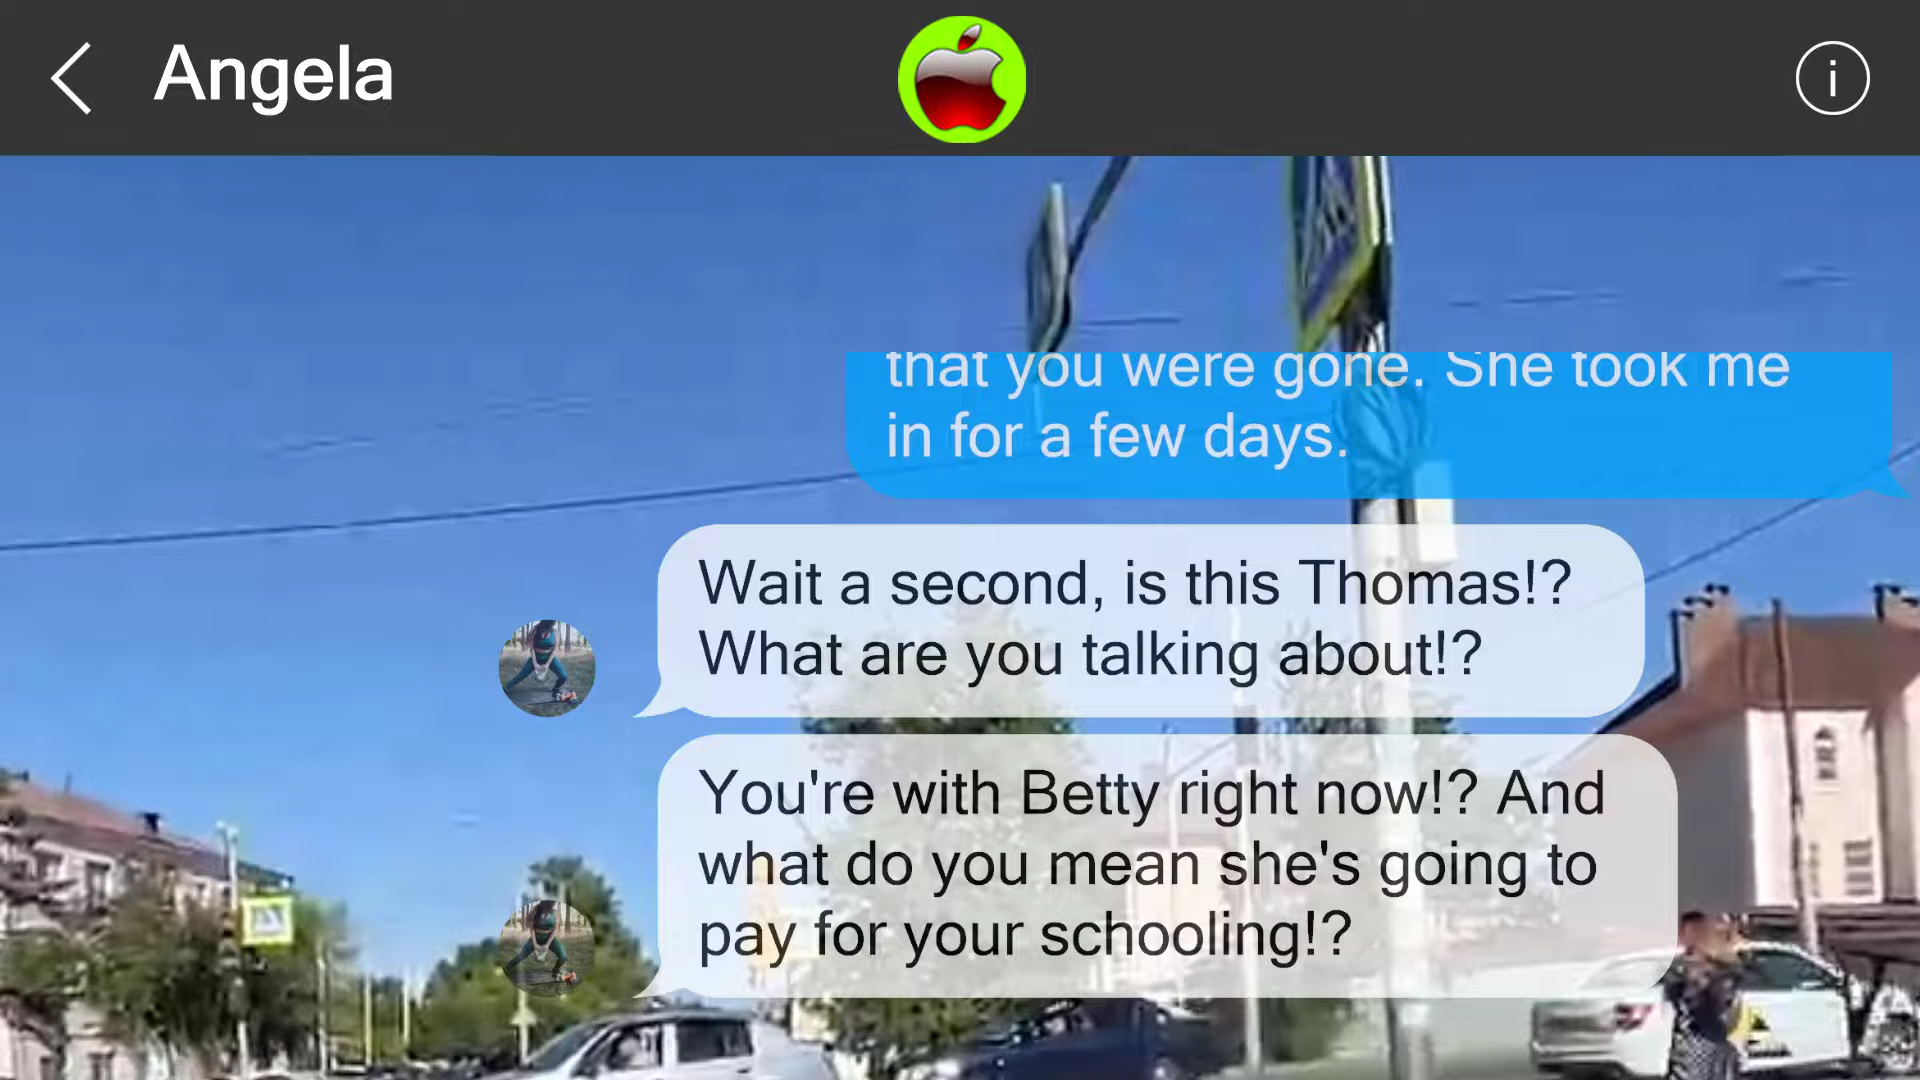 Angela
that you were gone. She took me
in for a few days.
Wait a second, is this Thomas!?
What are you talking about!?
You're with Betty right now!? And
what do you mean she's going to
pay for your schooling!?